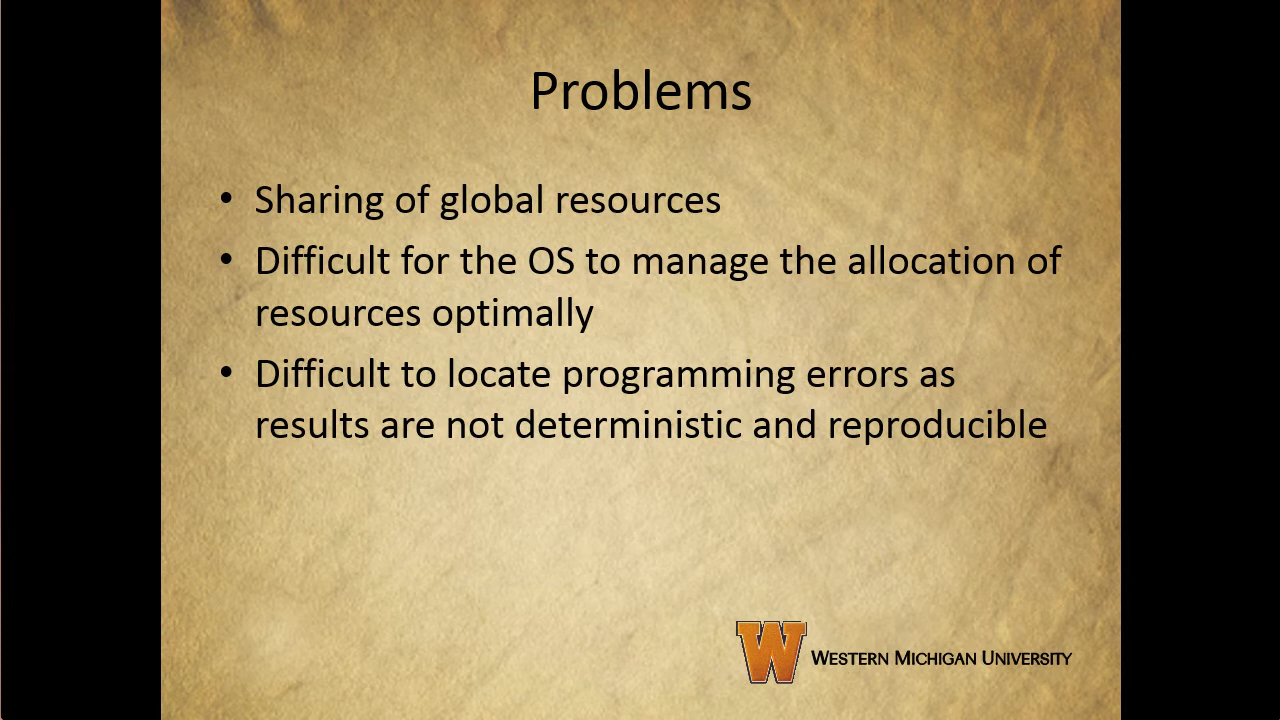 Problems
• Sharing of global resources
• Difficult for the OS to manage the allocation of
resources optimally
• Difficult to locate programming errors as
results are not deterministic and reproducible
W WESTERN MICHIGAN UNIVERSITY